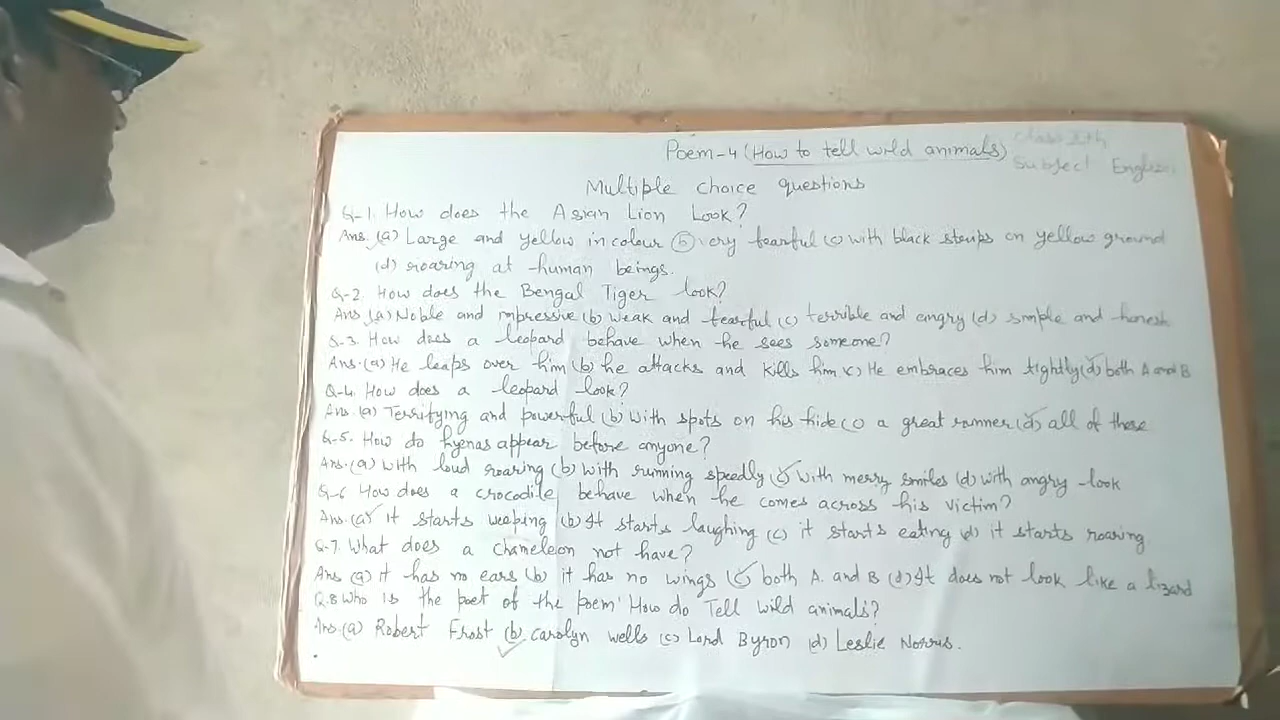 Poem-4 (How to tell wild animals) Class Xth
Subject English.
Multiple choice questions
Q-1. How does the Asian Lion Look?
Ans. (a) Large and yellow in colour (b) very fearful (c) with black strips on yellow ground
(d) roaring at human beings.
Q-2. How does the Bengal Tiger look?
Ans (a) Noble and mpressive (b) weak and fearful (c) terrible and angry (d) simple and honest
Q-3. How does a leopard behave when he sees someone?
Ans. (a) He leaps over him (b) he attacks and kills him (c) He embraces him tightly (d) both A and B
Q-4. How does a leopard look?
Ans. (a) Terrifying and powerful (b) with spots on his hide (c) a great runner (d) all of these
Q-5. How do hyenas appear before anyone?
Ans. (a) with loud roaring (b) with running speedly (c) with merry smiles (d) with angry look
Q-6 How does a crocodile behave when he comes across his victim?
Ans. (a) it starts weaping (b) It starts laughing (c) it starts eating (d) it starts roaring
Q-7. What does a chameleon not have?
Ans (a) it has no ears (b) it has no wings (c) both A. and B (d) It does not look like a lizard
Q.8 Who is the poet of the poem 'How do Tell wild animals'?
Ans. (a) Robert Frost (b) carolyn wells (c) Lord Byron (d) Leslie Norris.